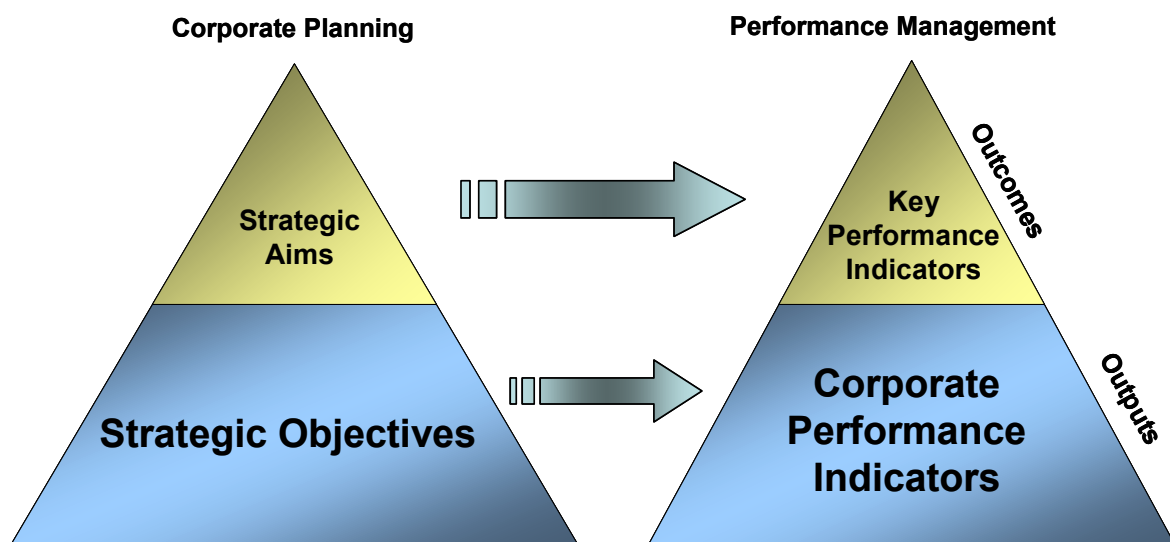 Corporate Planning
Performance Management
Strategic
Aims
Key
Performance
Indicators
Outcomes
Strategic Objectives
Corporate
Performance
Indicators
Outputs